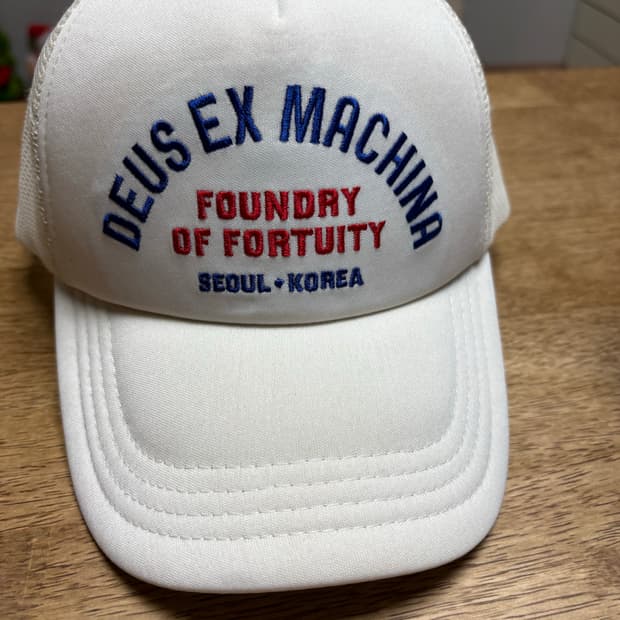 DEUS EX MACHINA
FOUNDRY
OF FORTUITY
SEOUL • KOREA